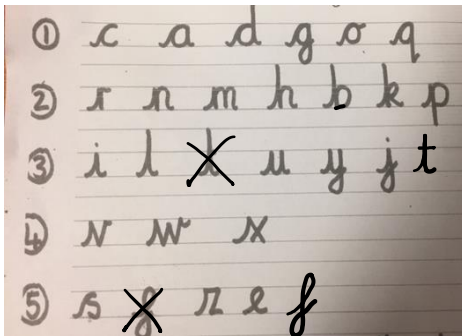 ① c a d g o q
② r n m h b k p
③ i l u y j t
④ v w x
⑤ s z e f